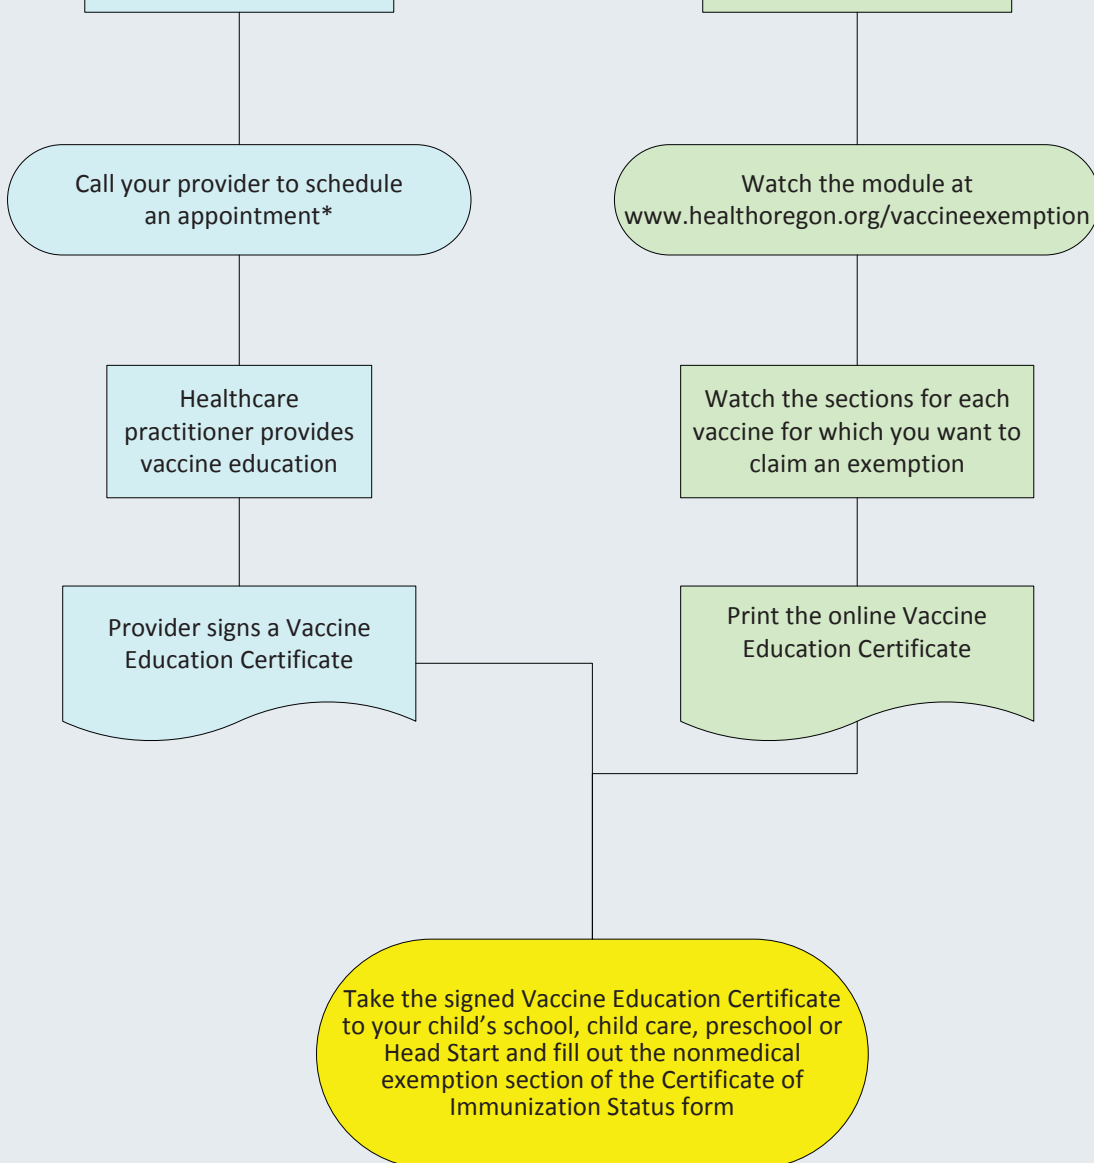 Call your provider to schedule
an appointment*
Watch the module at
www.healthoregon.org/vaccineexemption
Healthcare
practitioner provides
vaccine education
Watch the sections for each
vaccine for which you want to
claim an exemption
Provider signs a Vaccine
Education Certificate
Print the online Vaccine
Education Certificate
Take the signed Vaccine Education Certificate
to your child’s school, child care, preschool or
Head Start and fill out the nonmedical
exemption section of the Certificate of
Immunization Status form